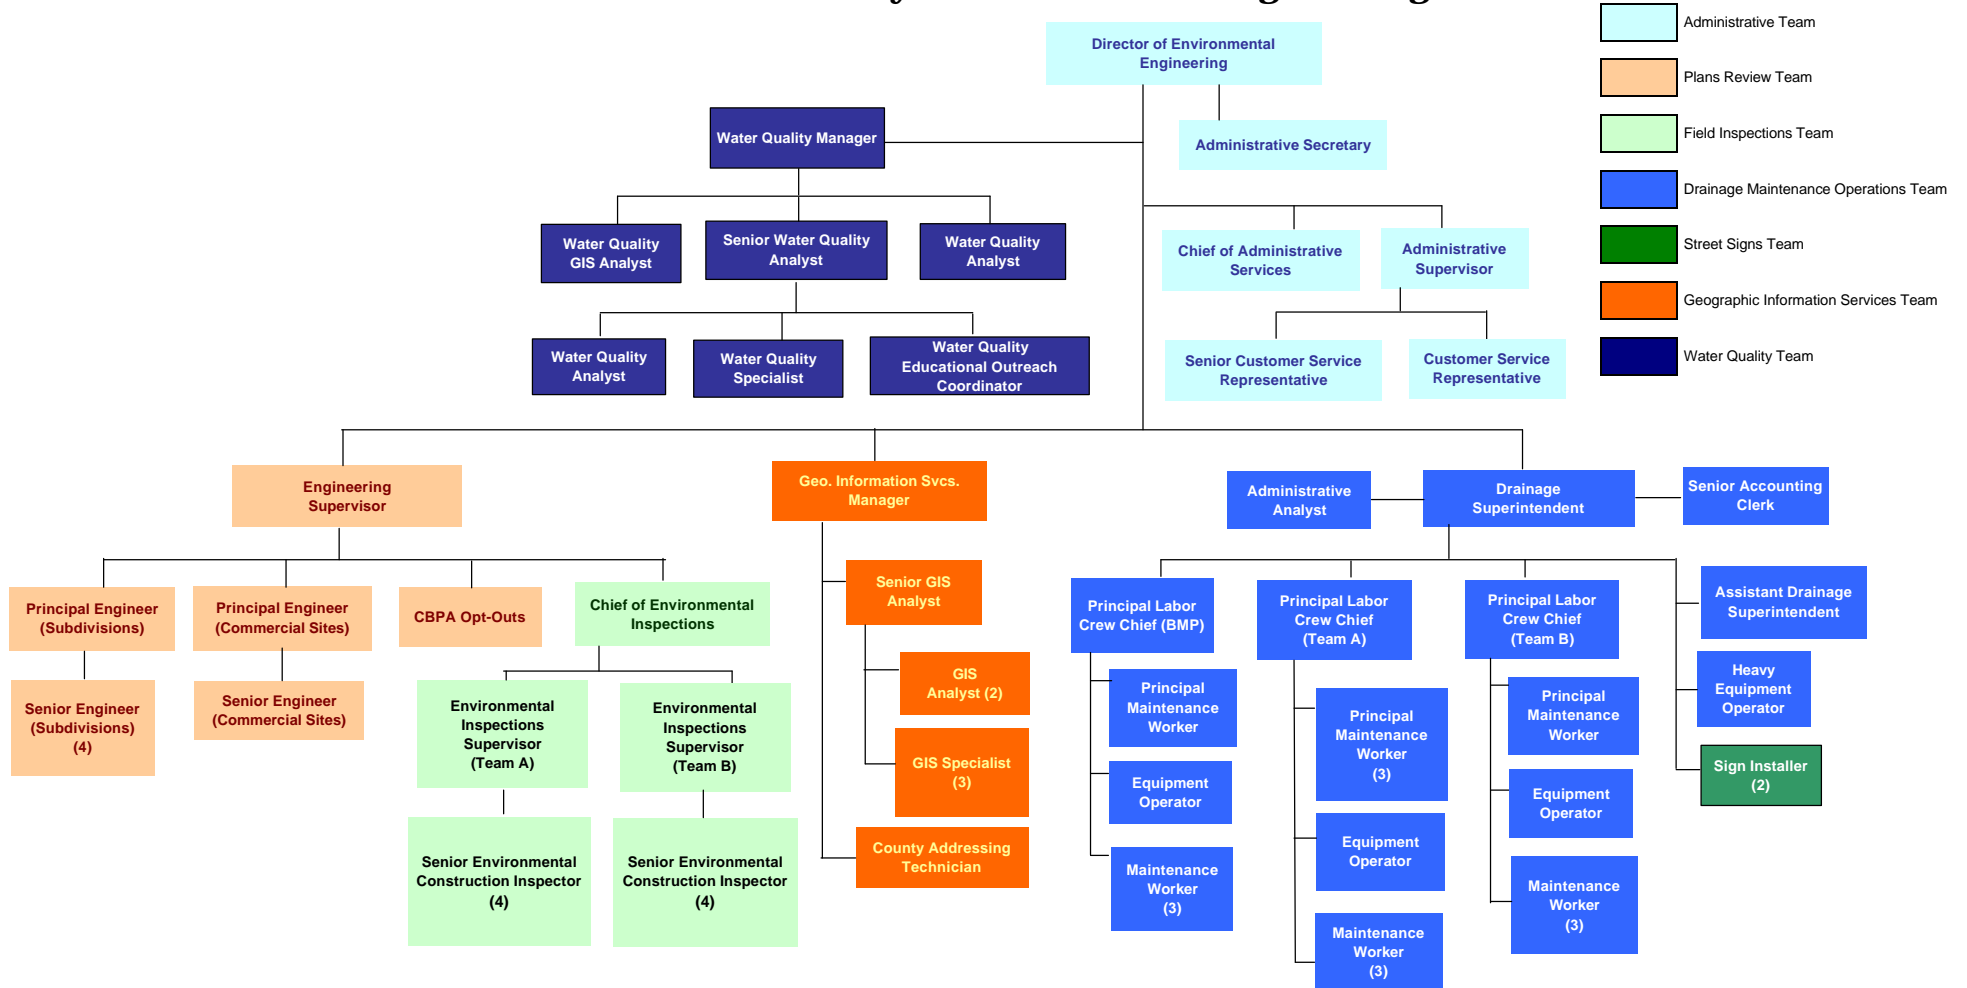 Director of Environmental
Engineering
Administrative Team
Plans Review Team
Field Inspections Team
Drainage Maintenance Operations Team
Street Signs Team
Geographic Information Services Team
Water Quality Team
Water Quality Manager
Administrative Secretary
Water Quality
GIS Analyst
Senior Water Quality
Analyst
Water Quality
Analyst
Chief of Administrative
Services
Administrative
Supervisor
Water Quality
Analyst
Water Quality
Specialist
Water Quality
Educational Outreach
Coordinator
Senior Customer Service
Representative
Customer Service
Representative
Engineering
Supervisor
Geo. Information Svcs.
Manager
Administrative
Analyst
Drainage
Superintendent
Senior Accounting
Clerk
Principal Engineer
(Subdivisions)
Principal Engineer
(Commercial Sites)
CBPA Opt-Outs
Chief of Environmental
Inspections
Senior Engineer
(Subdivisions)
(4)
Senior Engineer
(Commercial Sites)
Environmental
Inspections
Supervisor
(Team A)
Environmental
Inspections
Supervisor
(Team B)
Senior Environmental
Construction Inspector
(4)
Senior Environmental
Construction Inspector
(4)
Senior GIS
Analyst
GIS
Analyst (2)
GIS Specialist
(3)
County Addressing
Technician
Principal Labor
Crew Chief (BMP)
Principal
Maintenance
Worker
Equipment
Operator
Maintenance
Worker
(3)
Principal Labor
Crew Chief
(Team A)
Principal
Maintenance
Worker
(3)
Equipment
Operator
Maintenance
Worker
(3)
Principal Labor
Crew Chief
(Team B)
Principal
Maintenance
Worker
Equipment
Operator
Maintenance
Worker
(3)
Assistant Drainage
Superintendent
Heavy
Equipment
Operator
Sign Installer
(2)